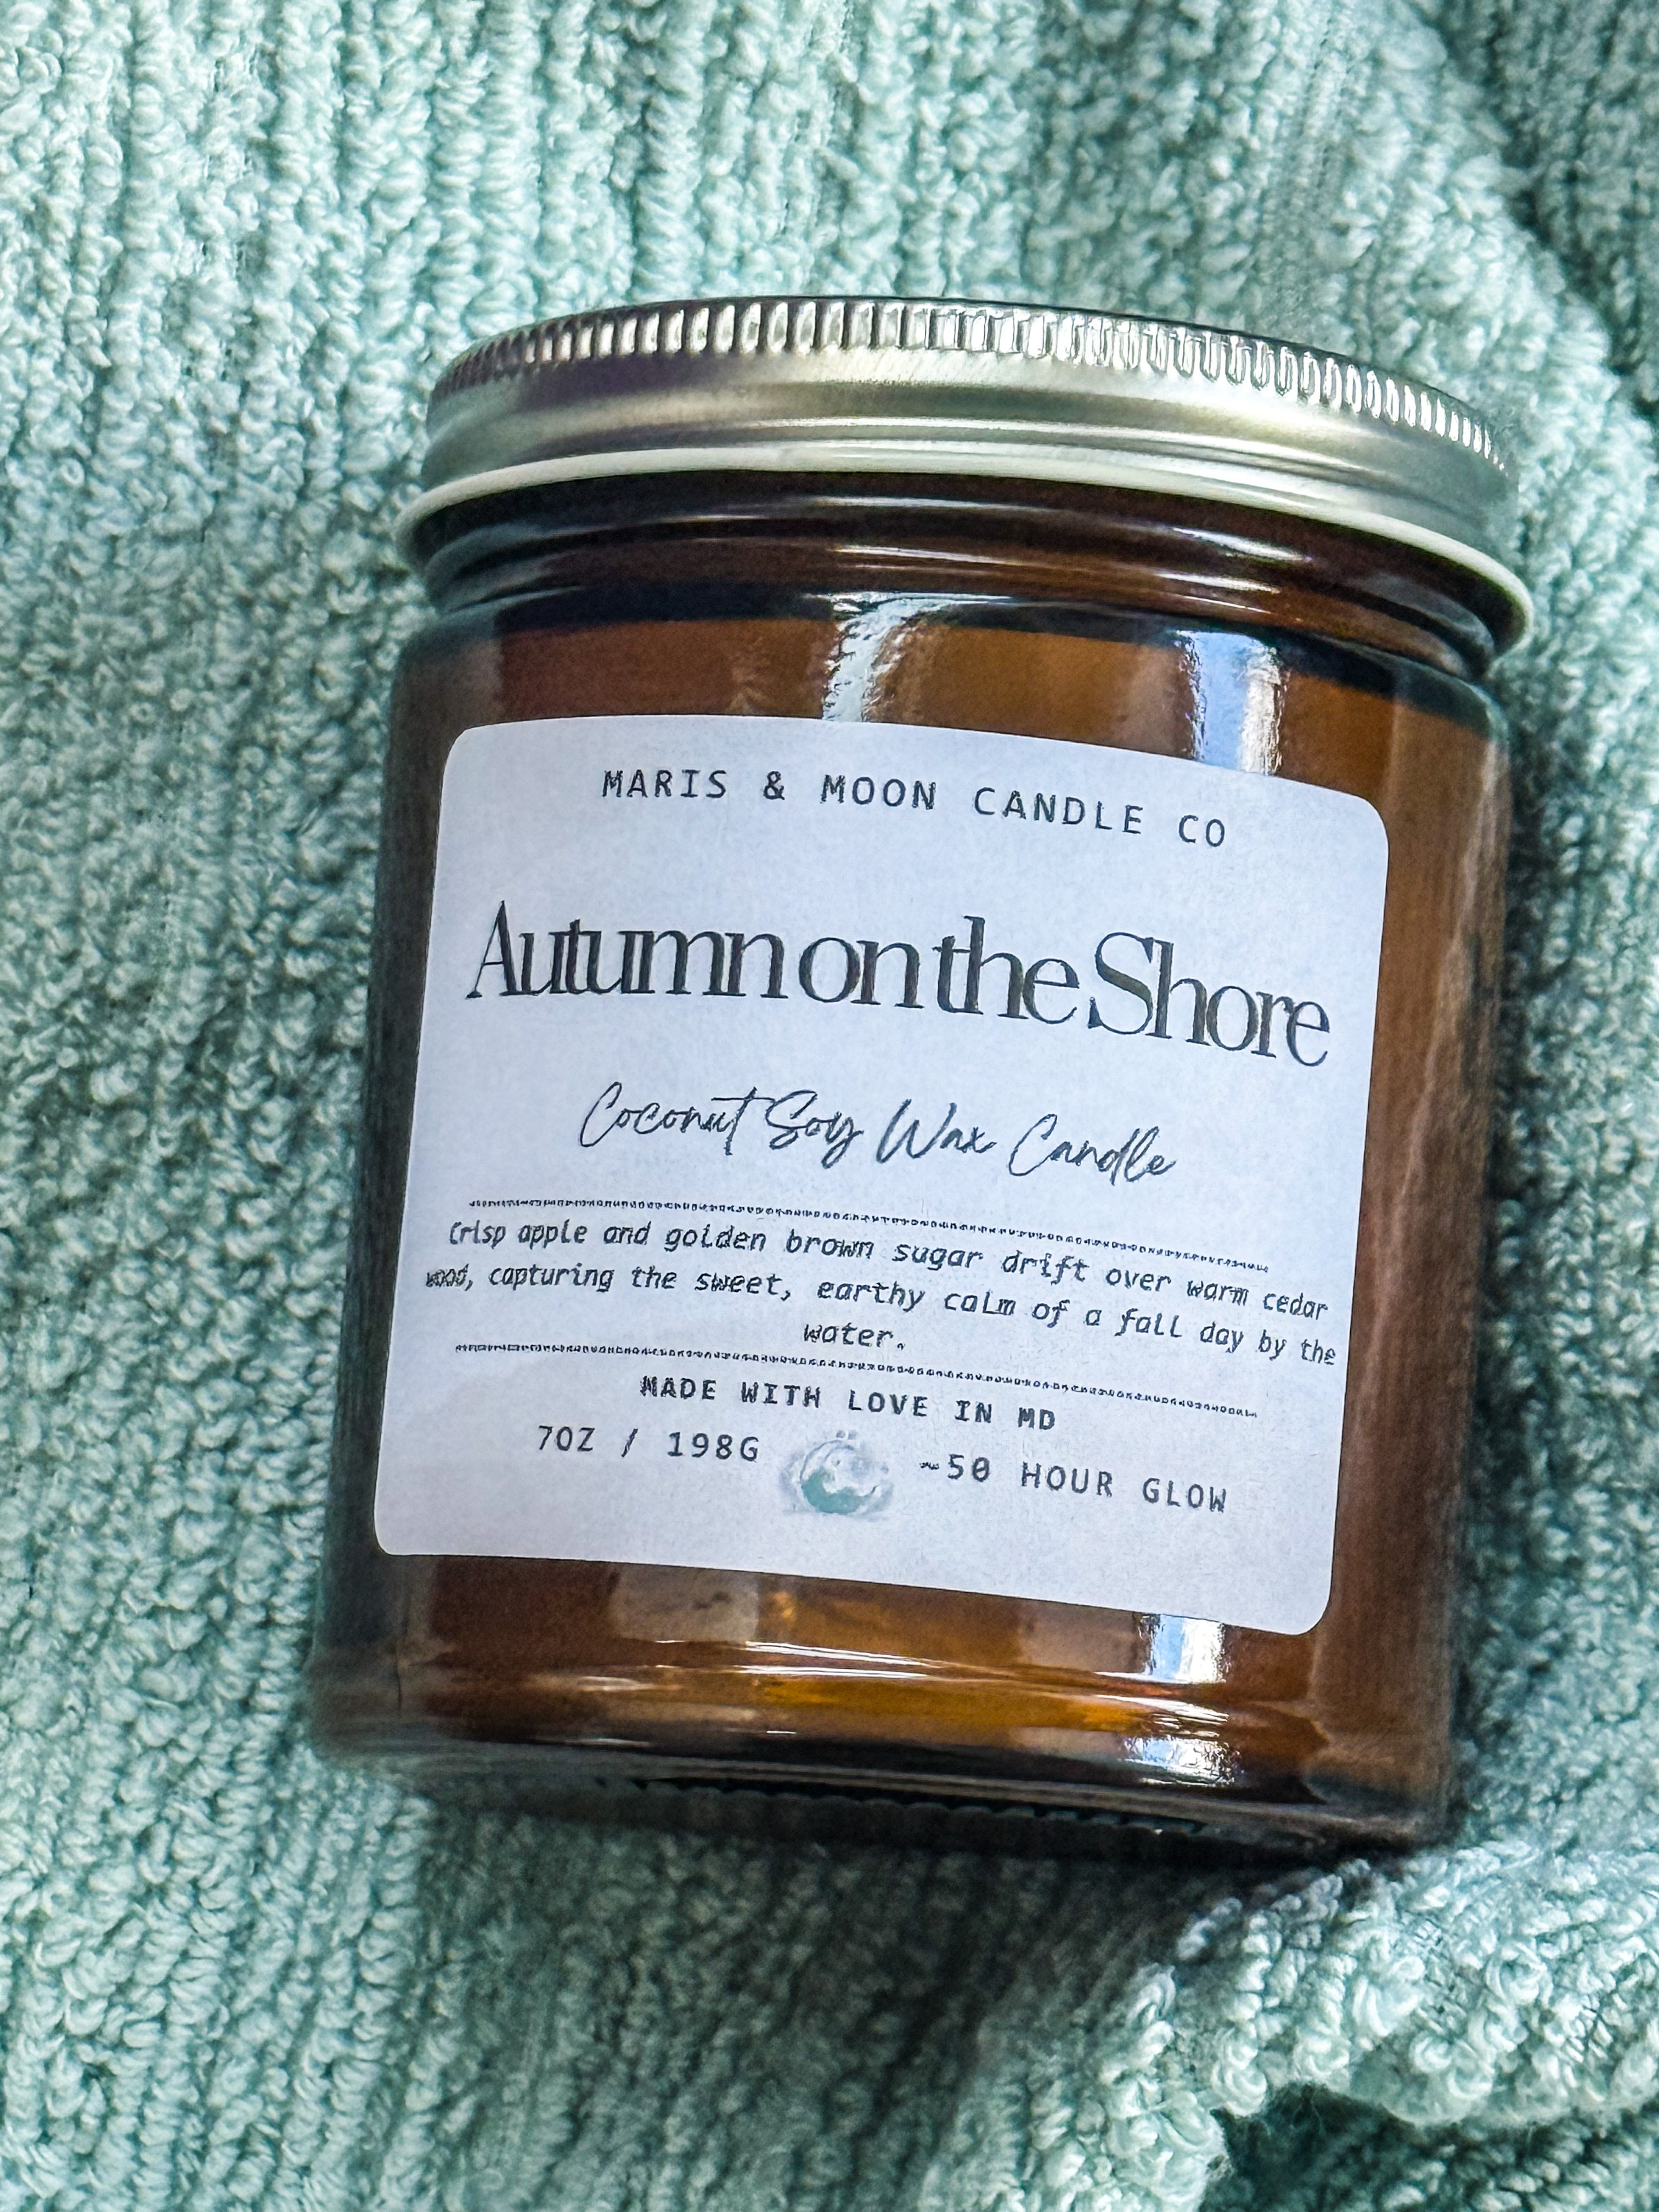 MARIS & MOON CANDLE CO
Autumn on the Shore
Coconut Soy Wax Candle
Crisp apple and golden brown sugar drift over warm cedar
wood, capturing the sweet, earthy calm of a fall day by the
water.
MADE WITH LOVE IN MD
7OZ / 198G ~50 HOUR GLOW